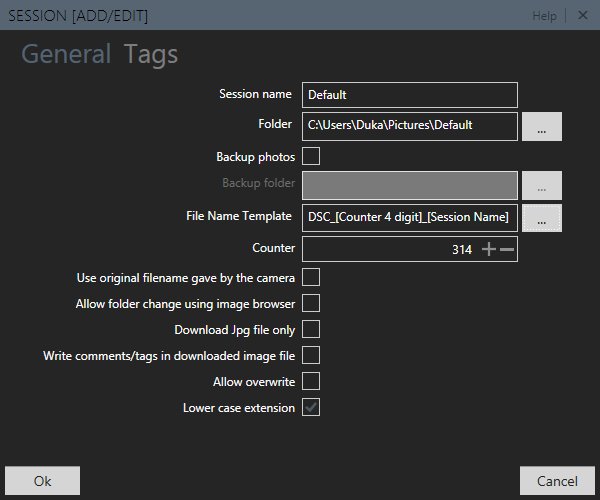 SESSION [ADD/EDIT]
Help
General Tags
Session name Default
Folder C:\Users\Duka\Pictures\Default ...
Backup photos
Backup folder ...
File Name Template DSC_[Counter 4 digit]_[Session Name] ...
Counter 314
Use original filename gave by the camera
Allow folder change using image browser
Download Jpg file only
Write comments/tags in downloaded image file
Allow overwrite
Lower case extension
Ok Cancel